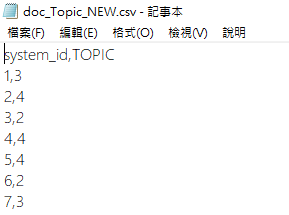 doc_Topic_NEW.csv - 記事本
檔案(F) 編輯(E) 格式(O) 檢視(V) 說明
system_id,TOPIC
1,3
2,4
3,2
4,4
5,4
6,2
7,3